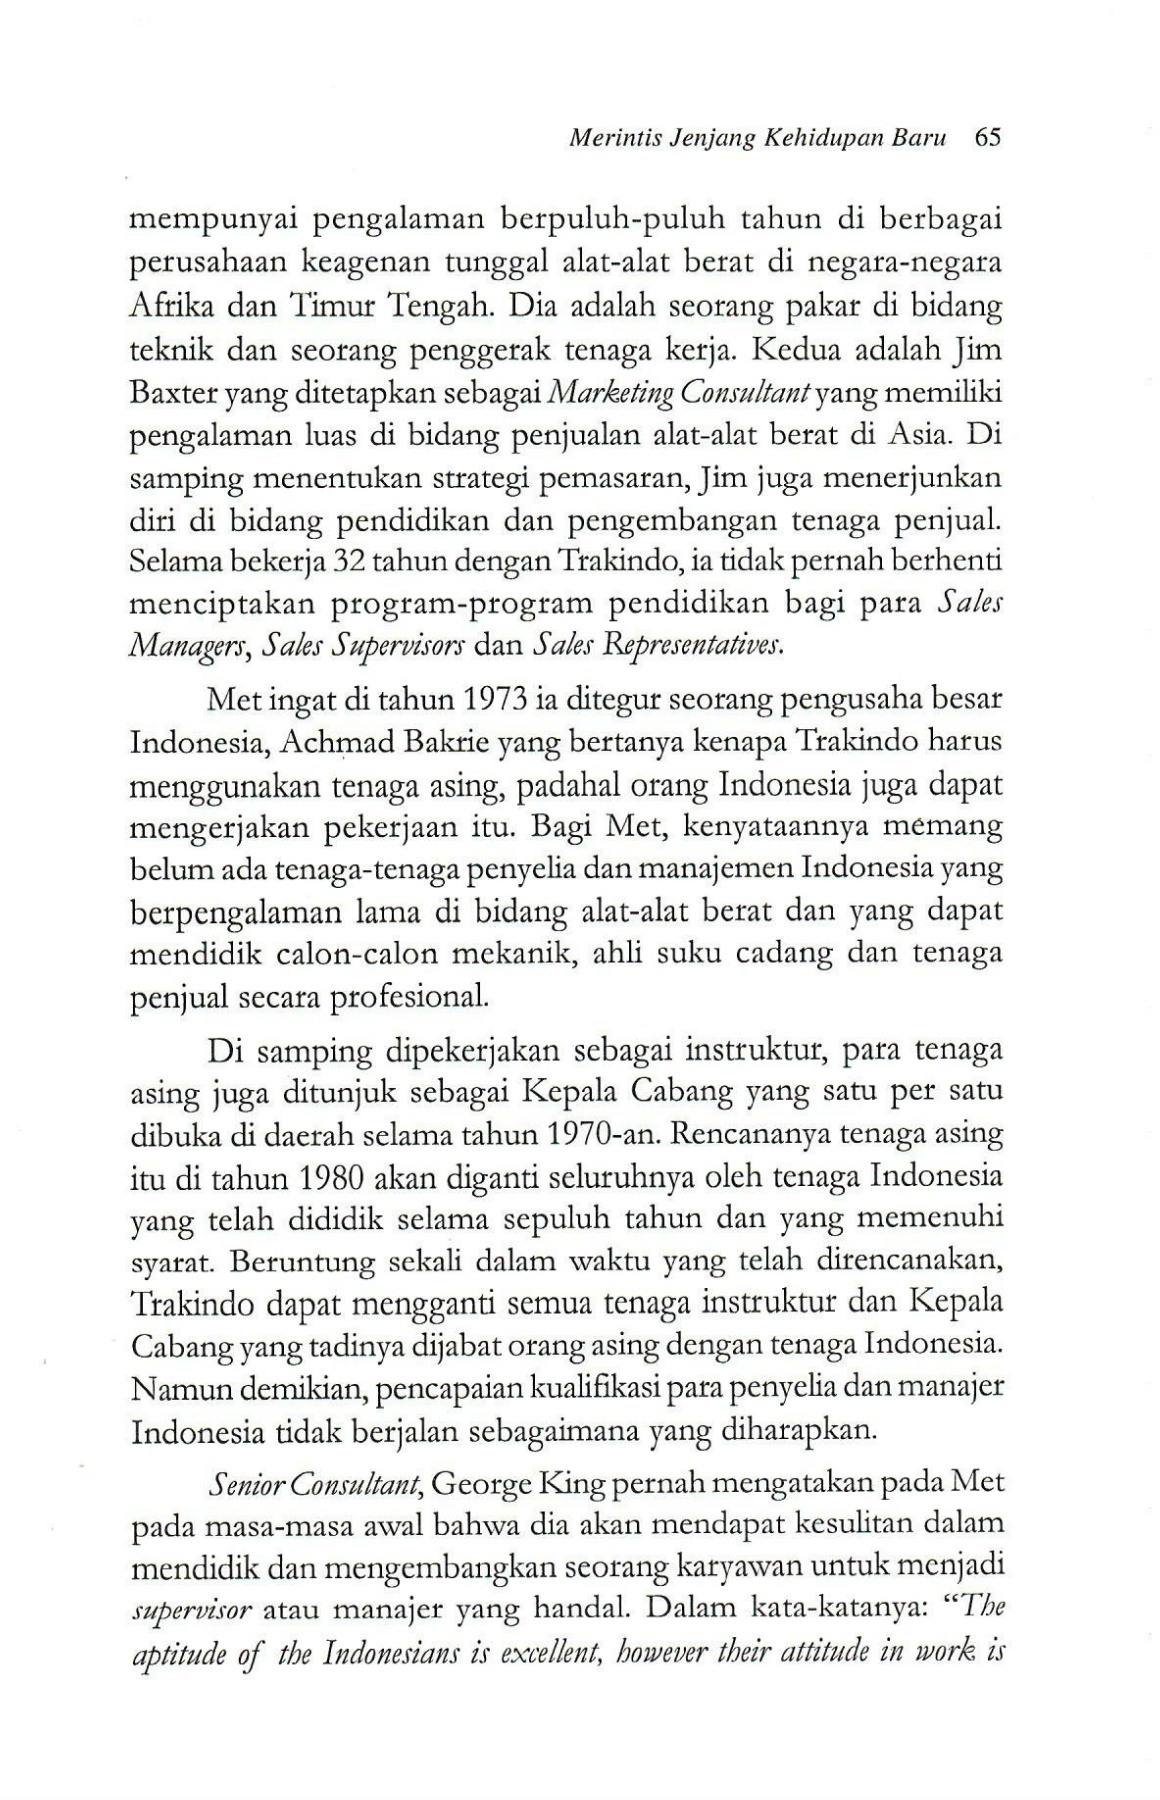 Merintis Jenjang Kehidupan Baru 65
mempunyai pengalaman berpuluh-puluh tahun di berbagai
perusahaan keagenan tunggal alat-alat berat di negara-negara
Afrika dan Timur Tengah. Dia adalah seorang pakar di bidang
teknik dan seorang penggerak tenaga kerja. Kedua adalah Jim
Baxter yang ditetapkan sebagai Marketing Consultant yang memiliki
pengalaman luas di bidang penjualan alat-alat berat di Asia. Di
samping menentukan strategi pemasaran, Jim juga menerjunkan
diri di bidang pendidikan dan pengembangan tenaga penjual.
Selama bekerja 32 tahun dengan Trakindo, ia tidak pernah berhenti
menciptakan program-program pendidikan bagi para Sales
Managers, Sales Supervisors dan Sales Representatives.
Met ingat di tahun 1973 ia ditegur seorang pengusaha besar
Indonesia, Achmad Bakrie yang bertanya kenapa Trakindo harus
menggunakan tenaga asing, padahal orang Indonesia juga dapat
mengerjakan pekerjaan itu. Bagi Met, kenyataannya memang
belum ada tenaga-tenaga penyelia dan manajemen Indonesia yang
berpengalaman lama di bidang alat-alat berat dan yang dapat
mendidik calon-calon mekanik, ahli suku cadang dan tenaga
penjual secara profesional.
Di samping dipekerjakan sebagai instruktur, para tenaga
asing juga ditunjuk sebagai Kepala Cabang yang satu per satu
dibuka di daerah selama tahun 1970-an. Rencananya tenaga asing
itu di tahun 1980 akan diganti seluruhnya oleh tenaga Indonesia
yang telah dididik selama sepuluh tahun dan yang memenuhi
syarat. Beruntung sekali dalam waktu yang telah direncanakan,
Trakindo dapat mengganti semua tenaga instruktur dan Kepala
Cabang yang tadinya dijabat orang asing dengan tenaga Indonesia.
Namun demikian, pencapaian kualifikasi para penyelia dan manajer
Indonesia tidak berjalan sebagaimana yang diharapkan.
Senior Consultant, George King pernah mengatakan pada Met
pada masa-masa awal bahwa dia akan mendapat kesulitan dalam
mendidik dan mengembangkan seorang karyawan untuk menjadi
supervisor atau manajer yang handal. Dalam kata-katanya: “The
aptitude of the Indonesians is excellent, however their attitude in work is